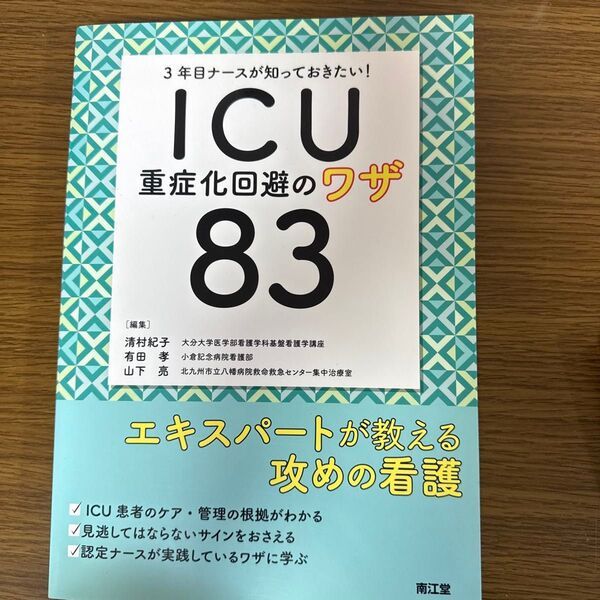 3年目ナースが知っておきたい!
ICU
重症化回避のワザ
83
[編集]
清村紀子 大分大学医学部看護学科基盤看護学講座
有田 孝 小倉記念病院看護部
山下 亮 北九州市立八幡病院救命救急センター集中治療室
エキスパートが教える
攻めの看護
ICU患者のケア・管理の根拠がわかる
見逃してはならないサインをおさえる
認定ナースが実践しているワザに学ぶ
南江堂